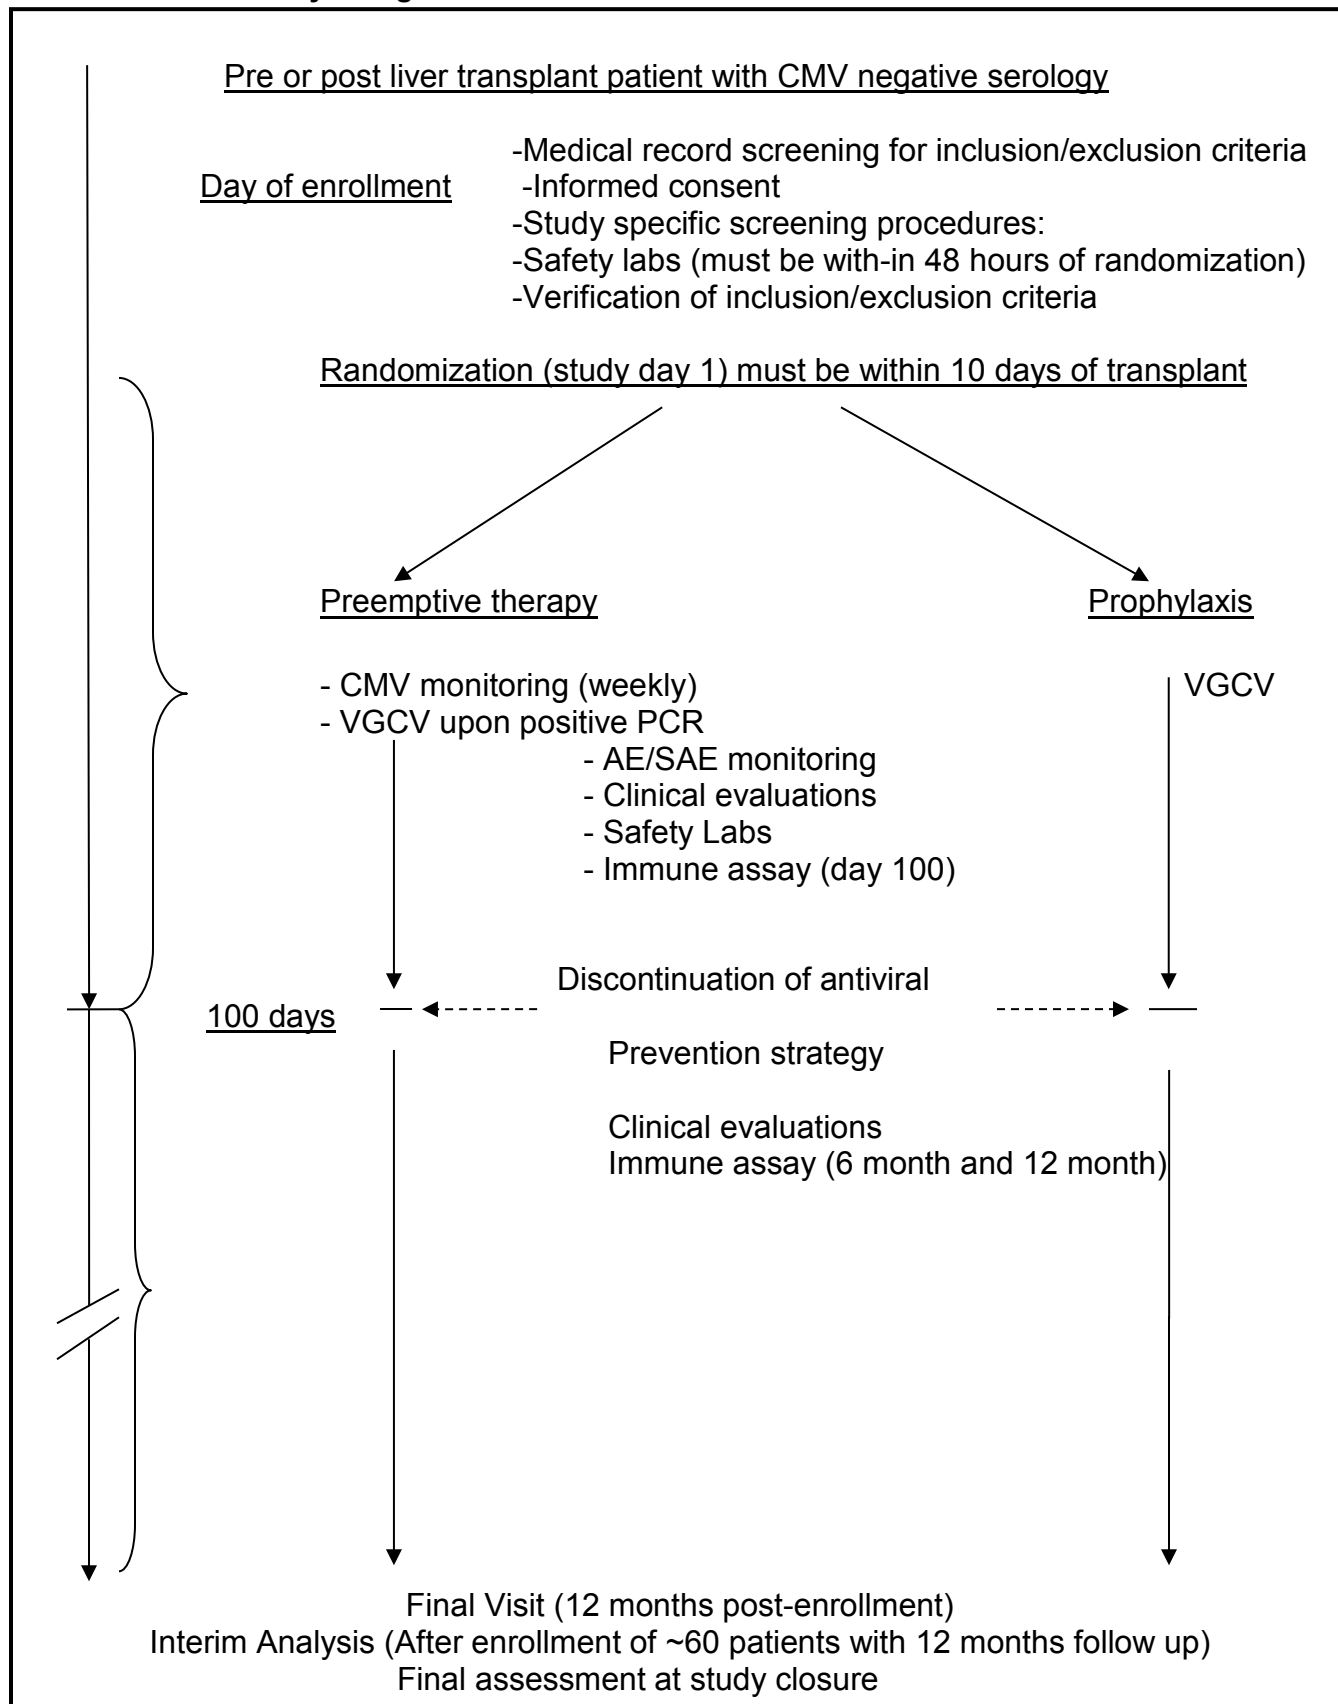 Pre or post liver transplant patient with CMV negative serology
-Medical record screening for inclusion/exclusion criteria
Day of enrollment
-Informed consent
-Study specific screening procedures:
-Safety labs (must be with-in 48 hours of randomization)
-Verification of inclusion/exclusion criteria
Randomization (study day 1) must be within 10 days of transplant
Preemptive therapy
Prophylaxis
- CMV monitoring (weekly)
VGCV
- VGCV upon positive PCR
- AE/SAE monitoring
- Clinical evaluations
- Safety Labs
- Immune assay (day 100)
Discontinuation of antiviral
100 days
Prevention strategy
Clinical evaluations
Immune assay (6 month and 12 month)
Final Visit (12 months post-enrollment)
Interim Analysis (After enrollment of ~60 patients with 12 months follow up)
Final assessment at study closure